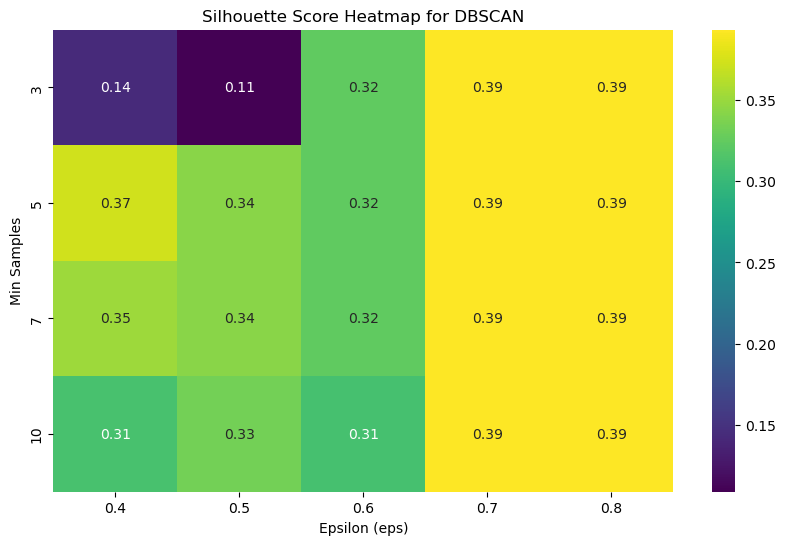 Silhouette Score Heatmap for DBSCAN
Min Samples
3
0.14 0.11 0.32 0.39 0.39
5
0.37 0.34 0.32 0.39 0.39
7
0.35 0.34 0.32 0.39 0.39
10
0.31 0.33 0.31 0.39 0.39
0.4 0.5 0.6 0.7 0.8
Epsilon (eps)
0.35
0.30
0.25
0.20
0.15